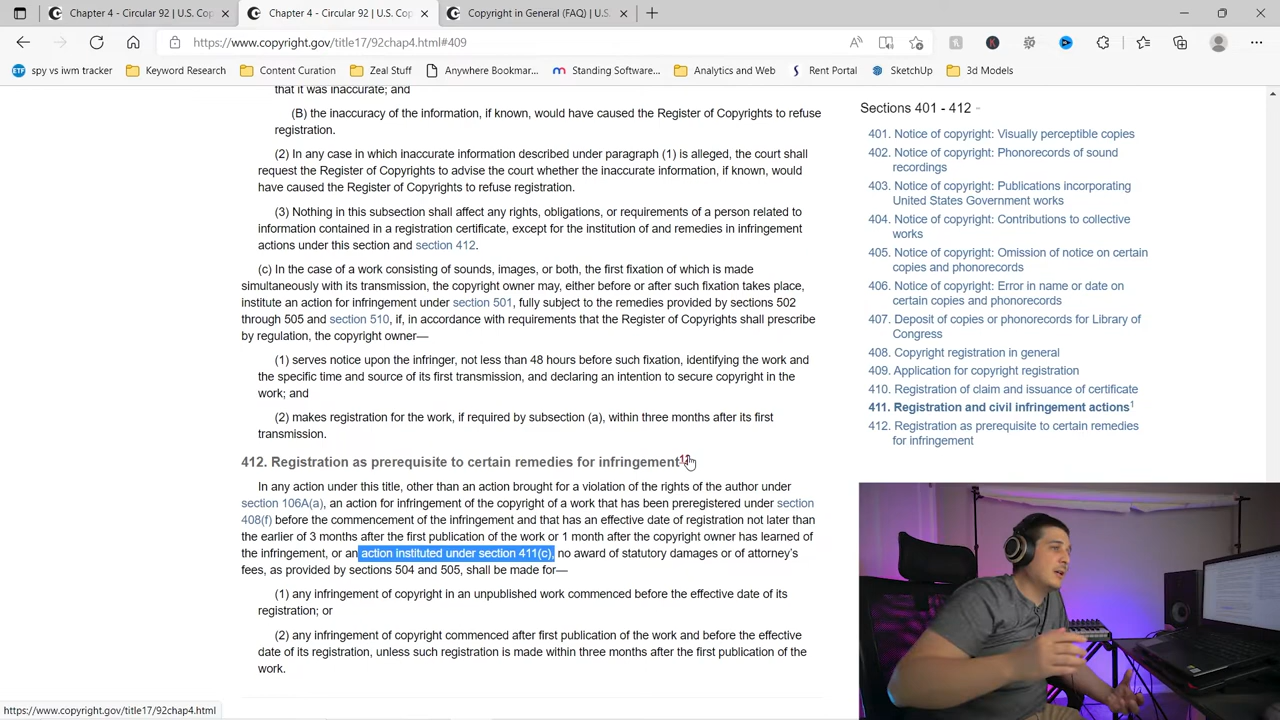 Chapter 4 - Circular 92 | U.S. Cop
Chapter 4 - Circular 92 | U.S. Cop
Copyright in General (FAQ) | U.S.
https://www.copyright.gov/title17/92chap4.html#409
spy vs iwm tracker
Keyword Research
Content Curation
Zeal Stuff
Anywhere Bookmar...
Standing Software...
Analytics and Web
Rent Portal
SketchUp
3d Models
that it was inaccurate; and
(B) the inaccuracy of the information, if known, would have caused the Register of Copyrights to refuse
registration.
(2) In any case in which inaccurate information described under paragraph (1) is alleged, the court shall
request the Register of Copyrights to advise the court whether the inaccurate information, if known, would
have caused the Register of Copyrights to refuse registration.
(3) Nothing in this subsection shall affect any rights, obligations, or requirements of a person related to
information contained in a registration certificate, except for the institution of and remedies in infringement
actions under this section and section 412.
(c) In the case of a work consisting of sounds, images, or both, the first fixation of which is made
simultaneously with its transmission, the copyright owner may, either before or after such fixation takes place,
institute an action for infringement under section 501, fully subject to the remedies provided by sections 502
through 505 and section 510, if, in accordance with requirements that the Register of Copyrights shall prescribe
by regulation, the copyright owner—
(1) serves notice upon the infringer, not less than 48 hours before such fixation, identifying the work and
the specific time and source of its first transmission, and declaring an intention to secure copyright in the
work; and
(2) makes registration for the work, if required by subsection (a), within three months after its first
transmission.
412. Registration as prerequisite to certain remedies for infringement
In any action under this title, other than an action brought for a violation of the rights of the author under
section 106A(a), an action for infringement of the copyright of a work that has been preregistered under section
408(f) before the commencement of the infringement and that has an effective date of registration not later than
the earlier of 3 months after the first publication of the work or 1 month after the copyright owner has learned of
the infringement, or an action instituted under section 411(c), no award of statutory damages or of attorney's
fees, as provided by sections 504 and 505, shall be made for—
(1) any infringement of copyright in an unpublished work commenced before the effective date of its
registration; or
(2) any infringement of copyright commenced after first publication of the work and before the effective
date of its registration, unless such registration is made within three months after the first publication of the
work.
Sections 401 - 412 -
401. Notice of copyright: Visually perceptible copies
402. Notice of copyright: Phonorecords of sound
recordings
403. Notice of copyright: Publications incorporating
United States Government works
404. Notice of copyright: Contributions to collective
works
405. Notice of copyright: Omission of notice on certain
copies and phonorecords
406. Notice of copyright: Error in name or date on
certain copies and phonorecords
407. Deposit of copies or phonorecords for Library of
Congress
408. Copyright registration in general
409. Application for copyright registration
410. Registration of claim and issuance of certificate
411. Registration and civil infringement actions1
412. Registration as prerequisite to certain remedies
for infringement
https://www.copyright.gov/title17/92chap4.html